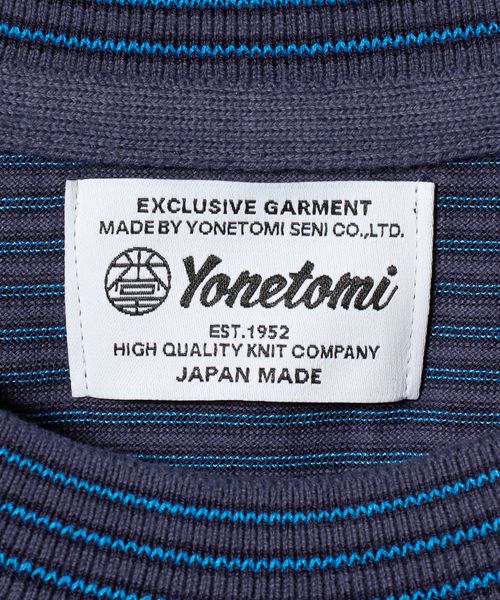 EXCLUSIVE GARMENT
MADE BY YONETOMI SENI CO.,LTD.
Yonetomi
EST.1952
HIGH QUALITY KNIT COMPANY
JAPAN MADE